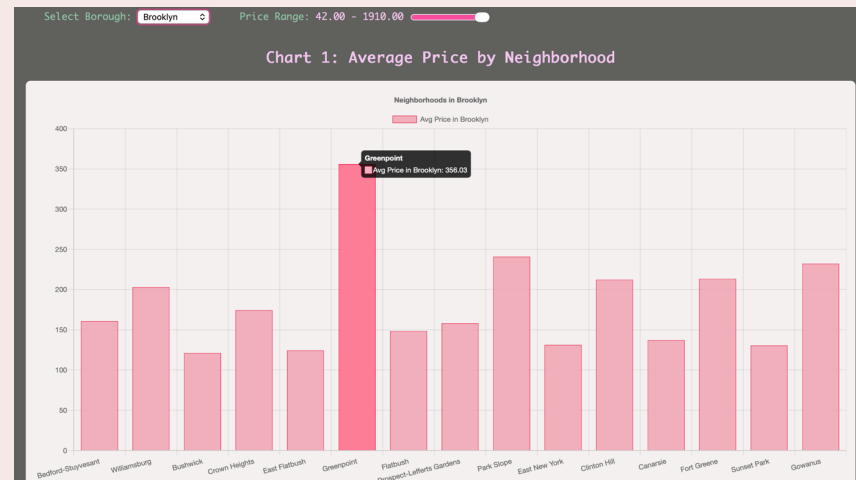 Select Borough: Brooklyn Price Range: 42.00 - 1910.00
Chart 1: Average Price by Neighborhood
Neighborhoods in Brooklyn
Avg Price in Brooklyn
400
350
300
250
200
150
100
50
0
Greenpoint
Avg Price in Brooklyn: 356.03
Bedford-Stuyvesant
Williamsburg
Bushwick
Crown Heights
East Flatbush
Greenpoint
Flatbush
Prospect-Lefferts Gardens
Park Slope
East New York
Clinton Hill
Canarsie
Fort Greene
Sunset Park
Gowanus